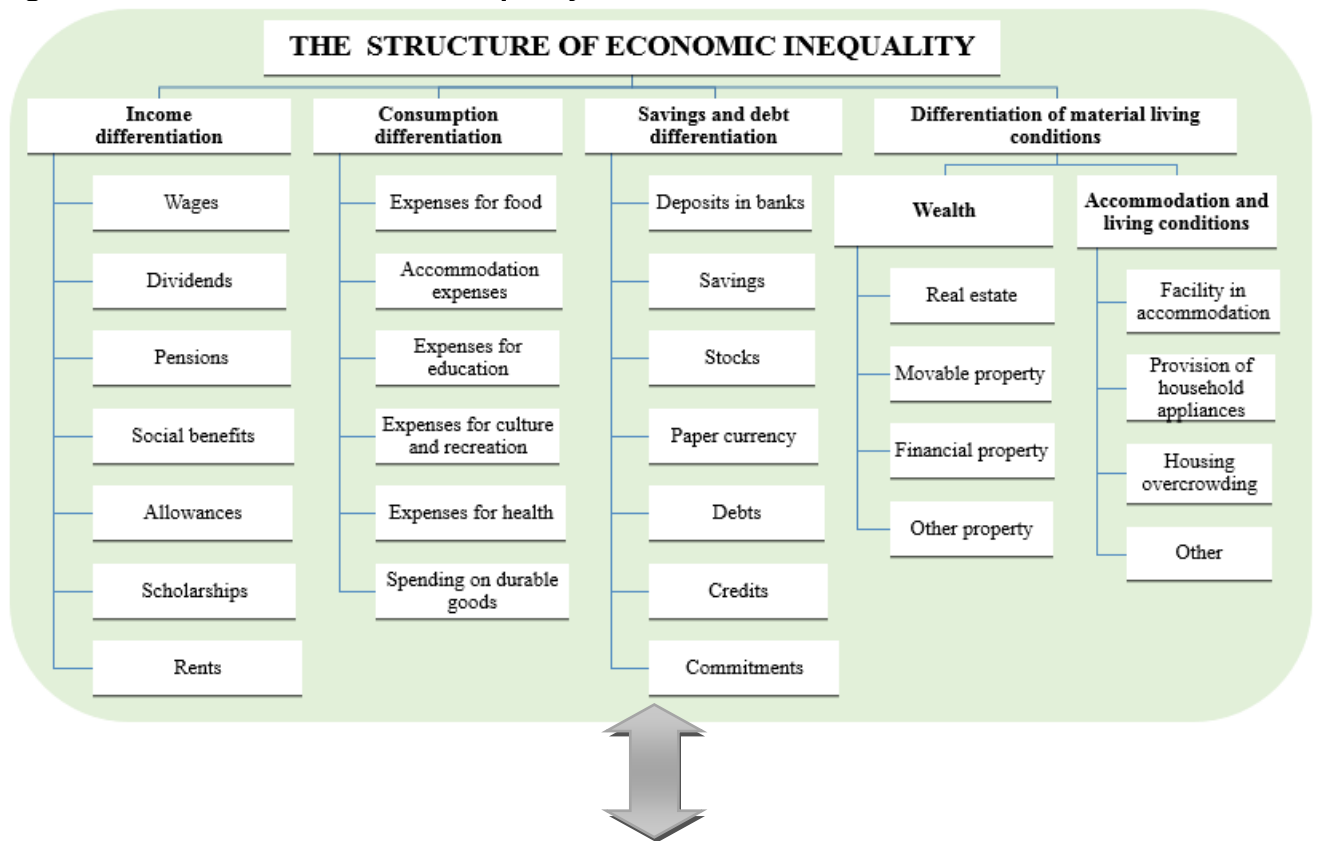 THE STRUCTURE OF ECONOMIC INEQUALITY
Income
differentiation
Wages
Dividends
Pensions
Social benefits
Allowances
Scholarships
Rents
Consumption
differentiation
Expenses for food
Accommodation
expenses
Expenses for
education
Expenses for culture
and recreation
Expenses for health
Spending on durable
goods
Savings and debt
differentiation
Deposits in banks
Savings
Stocks
Paper currency
Debts
Credits
Commitments
Differentiation of material living
conditions
Wealth
Real estate
Movable property
Financial property
Other property
Accommodation and
living conditions
Facility in
accommodation
Provision of
household
appliances
Housing
overcrowding
Other